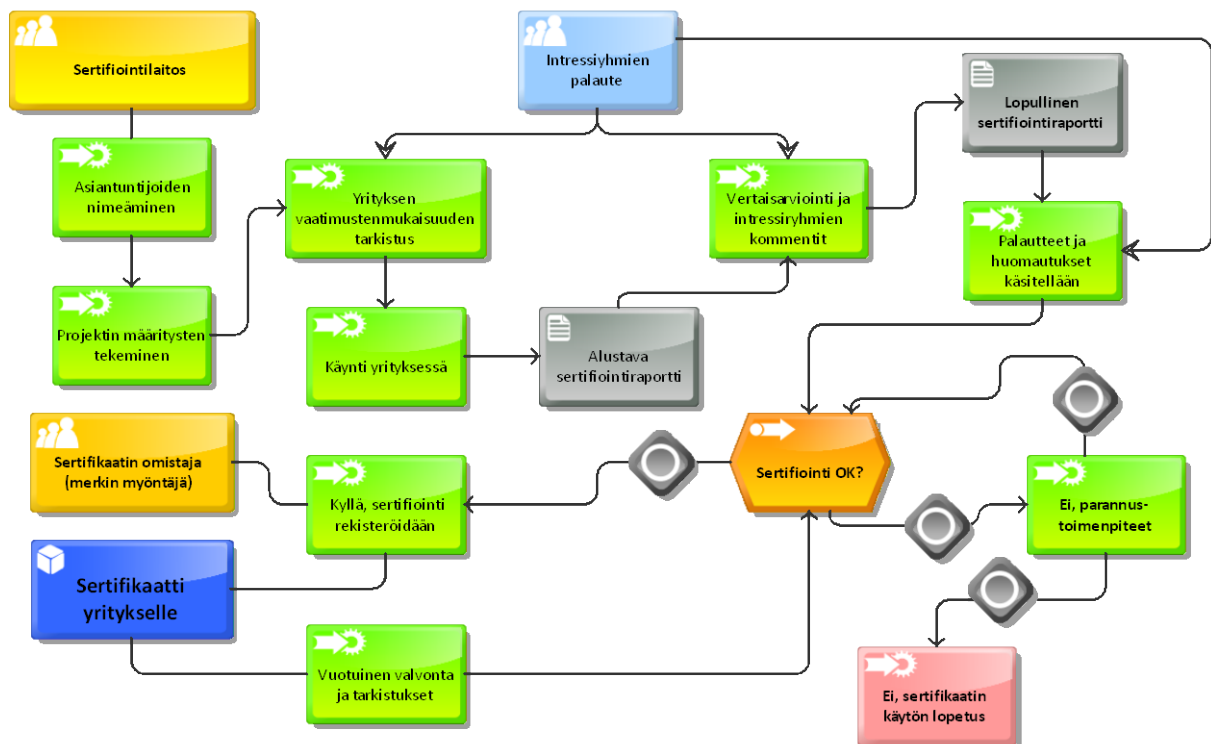 Sertifiointilaitos
Intressiyhmien
palaute
Lopullinen
sertifiointiraportti
Asiantuntijoiden
nimeäminen
Yrityksen
vaatimustenmukaisuuden
tarkistus
Vertaisarviointi ja
intressiryhmien
kommentit
Palautteet ja
huomautukset
käsitellään
Projektin määritysten
tekeminen
Käynti yrityksessä
Alustava
sertifiointiraportti
Sertifikaatin omistaja
(merkin myöntäjä)
Kyllä, sertifiointi
rekisteröidään
Sertifiointi OK?
Ei, parannus-
toimenpiteet
Sertifikaatti
yritykselle
Vuotuinen valvonta
ja tarkistukset
Ei, sertifikaatin
käytön lopetus